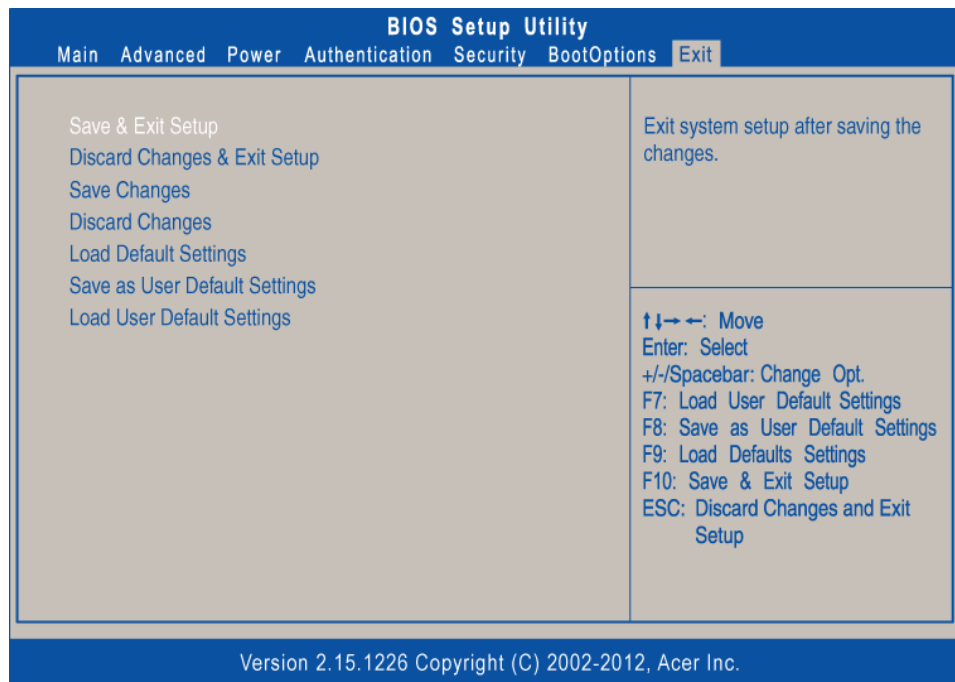 BIOS Setup Utility
Main Advanced Power Authentication Security BootOptions Exit
Save & Exit Setup
Discard Changes & Exit Setup
Save Changes
Discard Changes
Load Default Settings
Save as User Default Settings
Load User Default Settings
Exit system setup after saving the
changes.
↑↓→←: Move
Enter: Select
+/-/Spacebar: Change Opt.
F7: Load User Default Settings
F8: Save as User Default Settings
F9: Load Defaults Settings
F10: Save & Exit Setup
ESC: Discard Changes and Exit
Setup
Version 2.15.1226 Copyright (C) 2002-2012, Acer Inc.